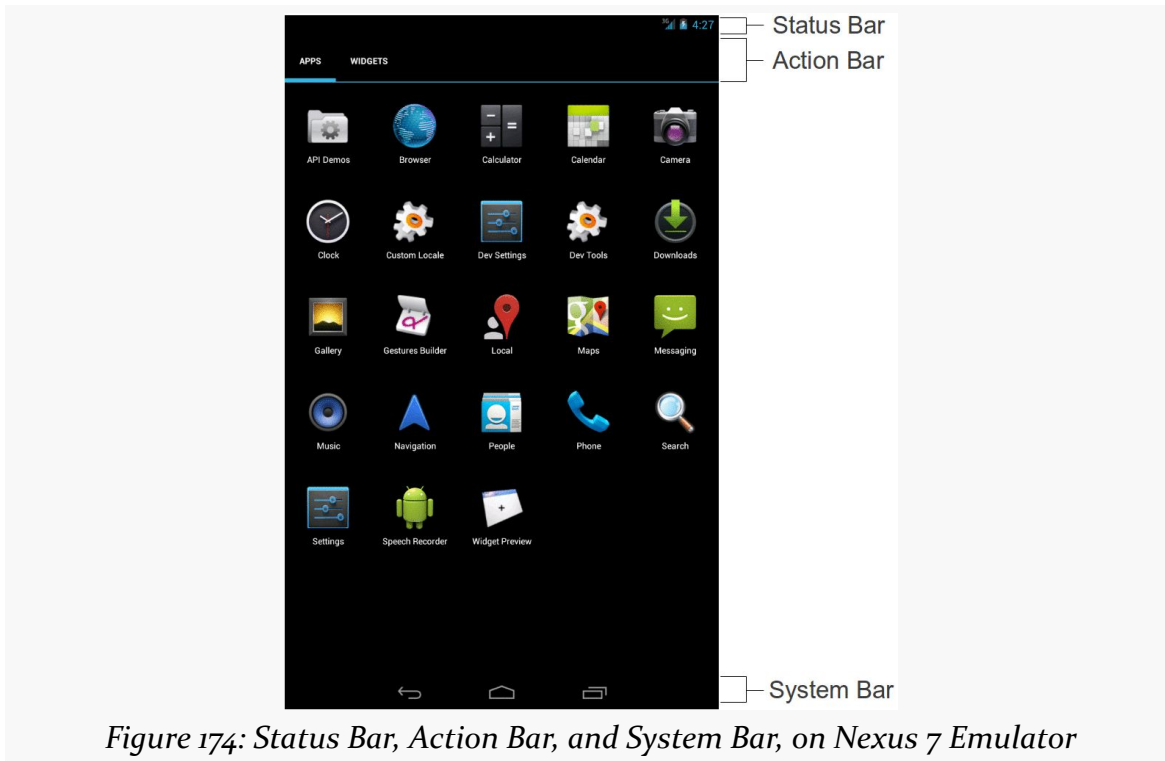 3G 4:27
Status Bar
Action Bar
APPS WIDGETS
API Demos Browser Calculator Calendar Camera
Clock Custom Locale Dev Settings Dev Tools Downloads
Gallery Gestures Builder Local Maps Messaging
Music Navigation People Phone Search
Settings Speech Recorder Widget Preview
System Bar
Figure 174: Status Bar, Action Bar, and System Bar, on Nexus 7 Emulator